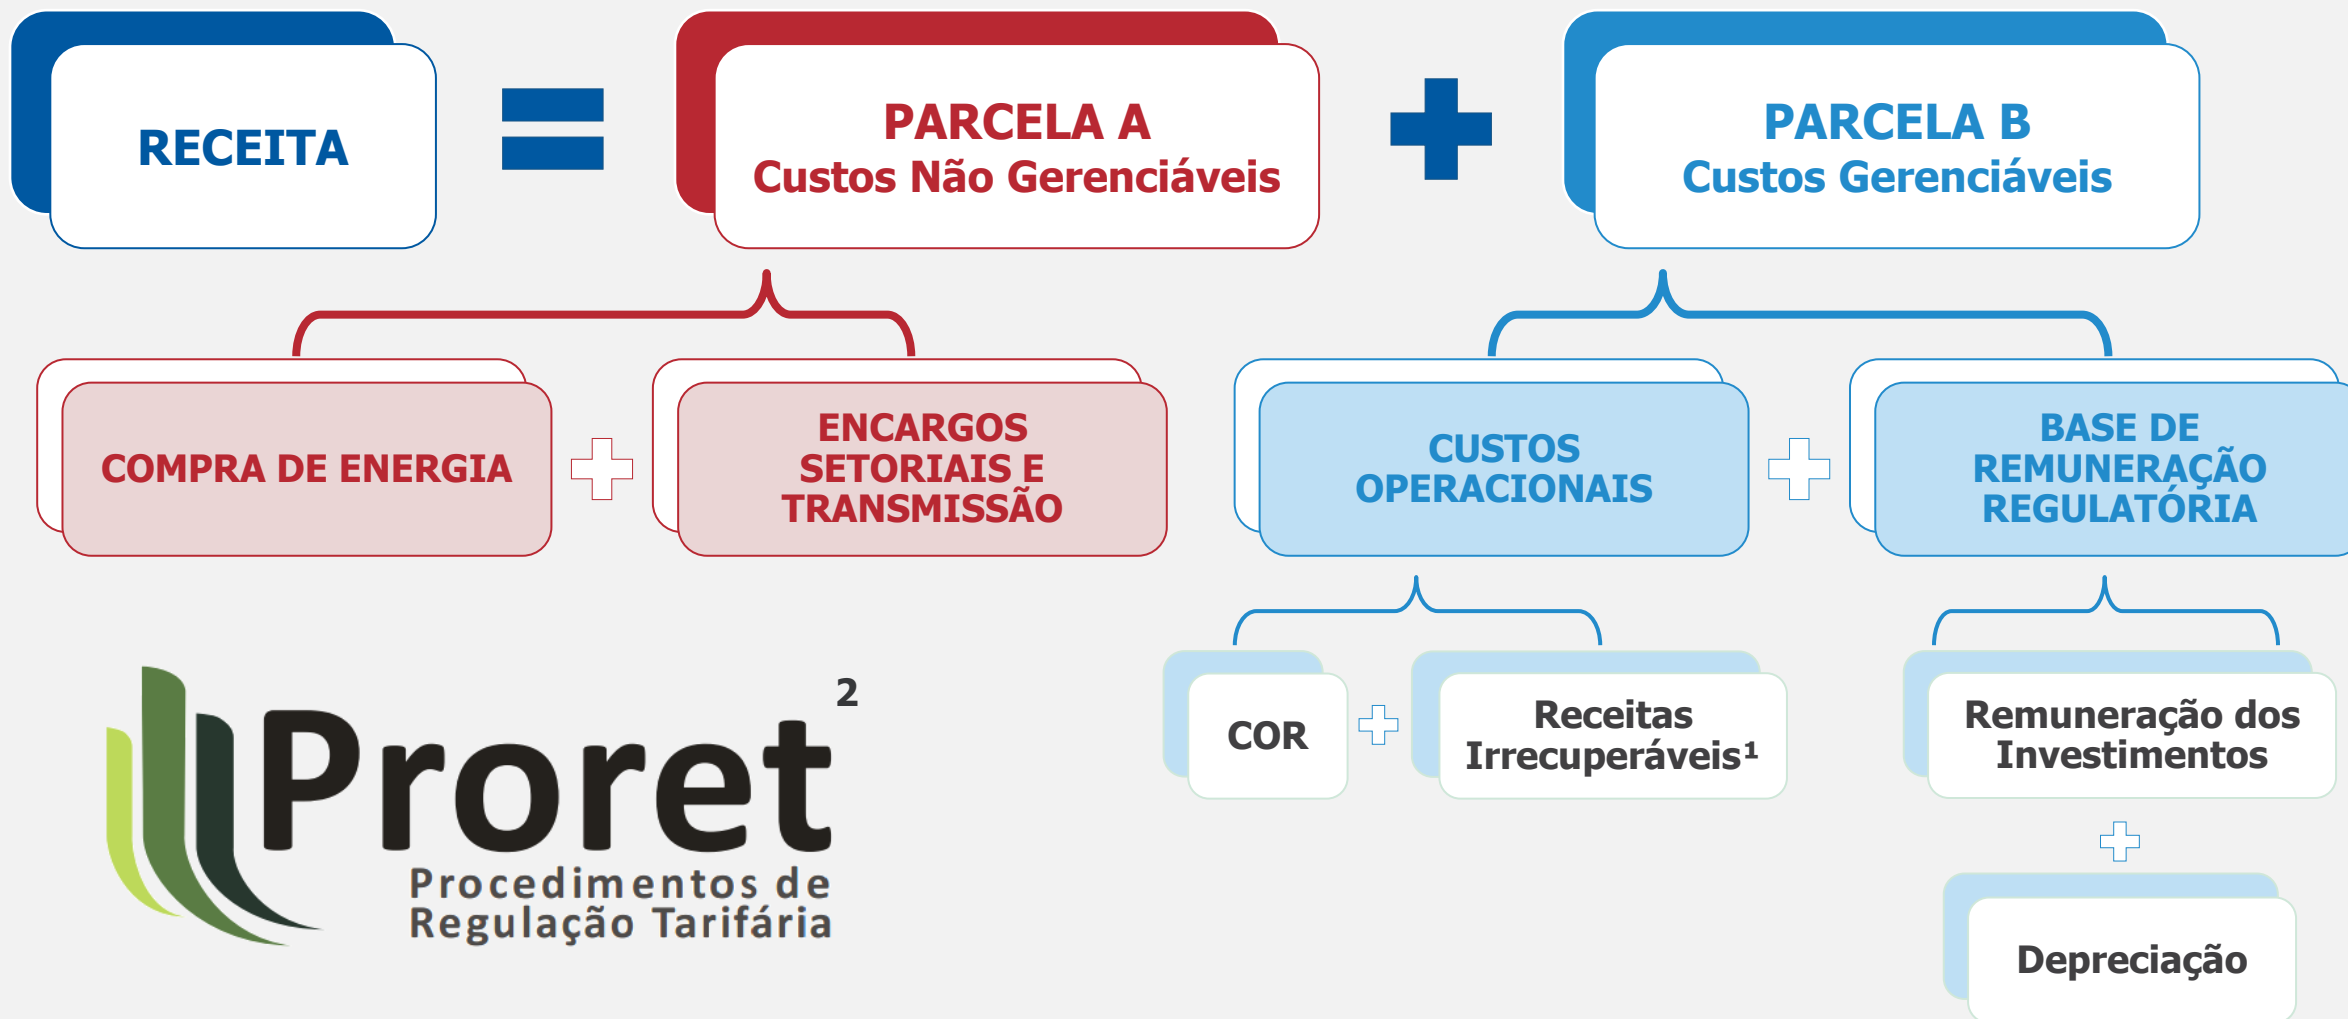 RECEITA
PARCELA A
Custos Não Gerenciáveis
PARCELA B
Custos Gerenciáveis
COMPRA DE ENERGIA
ENCARGOS
SETORIAIS E
TRANSMISSÃO
CUSTOS
OPERACIONAIS
BASE DE
REMUNERAÇÃO
REGULATÓRIA
COR
Receitas
Irrecuperáveis¹
Remuneração dos
Investimentos
Depreciação
Proret ²
Procedimentos de
Regulação Tarifária